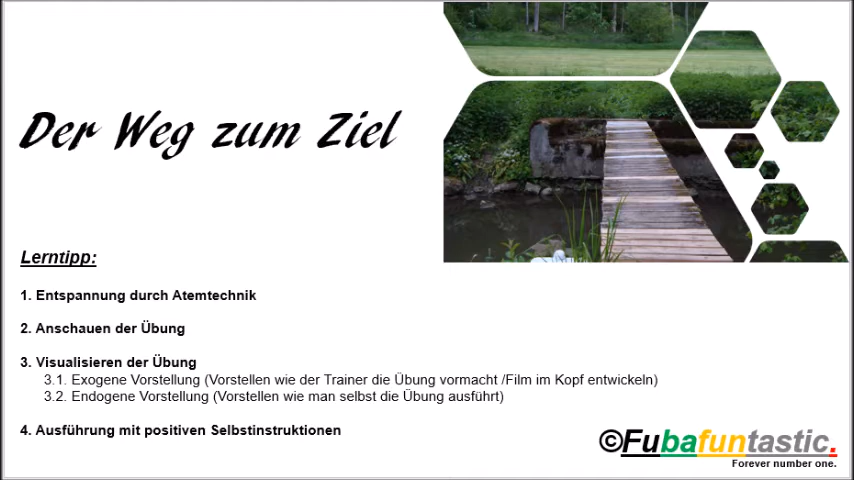 Der Weg zum Ziel
Lerntipp:
1. Entspannung durch Atemtechnik
2. Anschauen der Übung
3. Visualisieren der Übung
3.1. Exogene Vorstellung (Vorstellen wie der Trainer die Übung vormacht /Film im Kopf entwickeln)
3.2. Endogene Vorstellung (Vorstellen wie man selbst die Übung ausführt)
4. Ausführung mit positiven Selbstinstruktionen
©Fubafuntastic.
Forever number one.